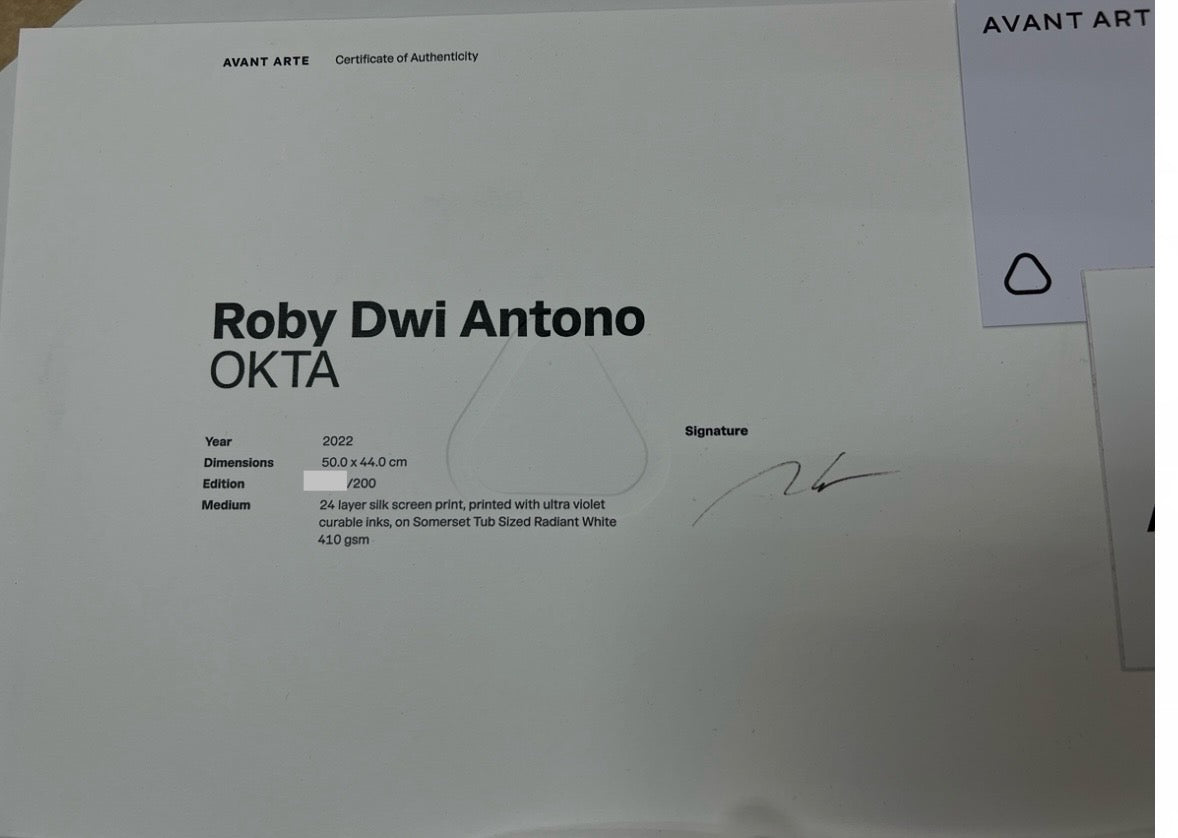 AVANT ARTE Certificate of Authenticity
AVANT ART
Roby Dwi Antono
OKTA
Year 2022
Dimensions 50.0 x 44.0 cm
Edition /200
Medium 24 layer silk screen print, printed with ultra violet
curable inks, on Somerset Tub Sized Radiant White
410 gsm
Signature